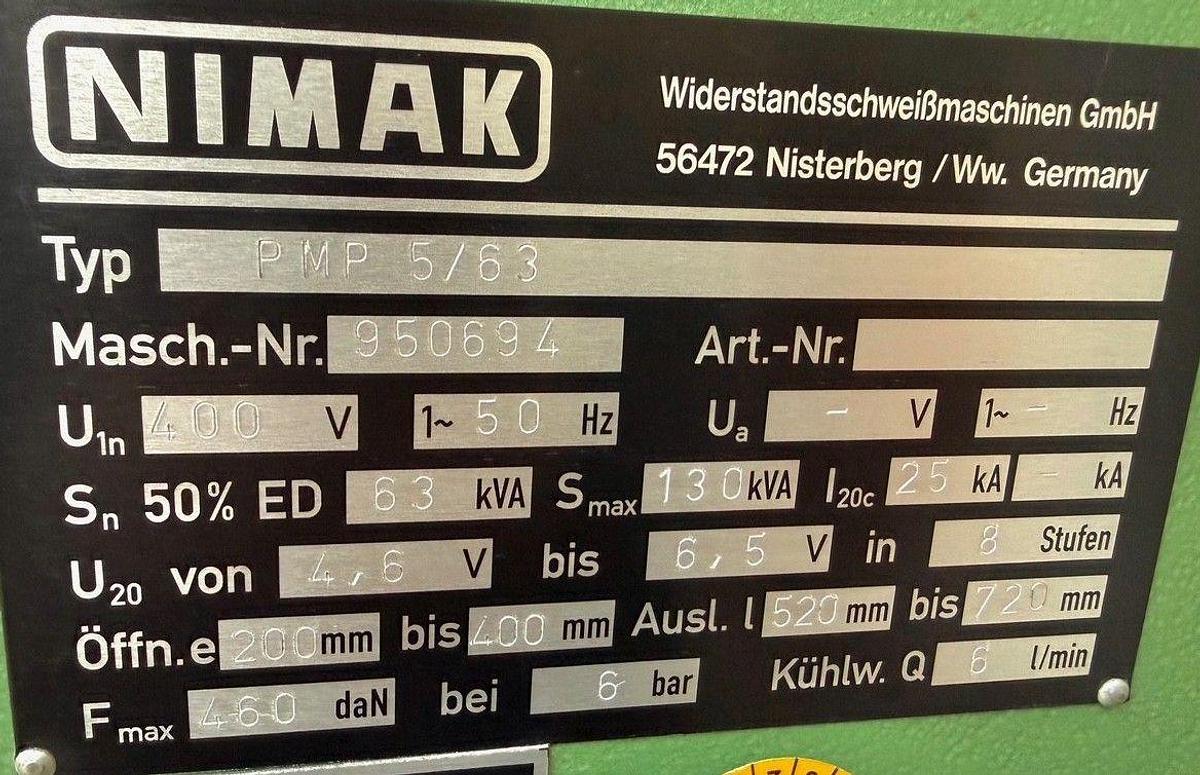 NIMAK
Widerstandsschweißmaschinen GmbH
56472 Nisterberg / Ww. Germany
Typ PMP 5/63
Masch.-Nr. 950694 Art.-Nr.
U1n 400 V 1~ 50 Hz Ua - V 1~ - Hz
Sn 50% ED 63 kVA Smax 130 kVA I20c 25 kA - kA
U20 von 4,6 V bis 6,5 V in 8 Stufen
Öffn. e 200 mm bis 400 mm Ausl. l 520 mm bis 720 mm
Fmax 460 daN bei 6 bar Kühlw. Q 6 l/min